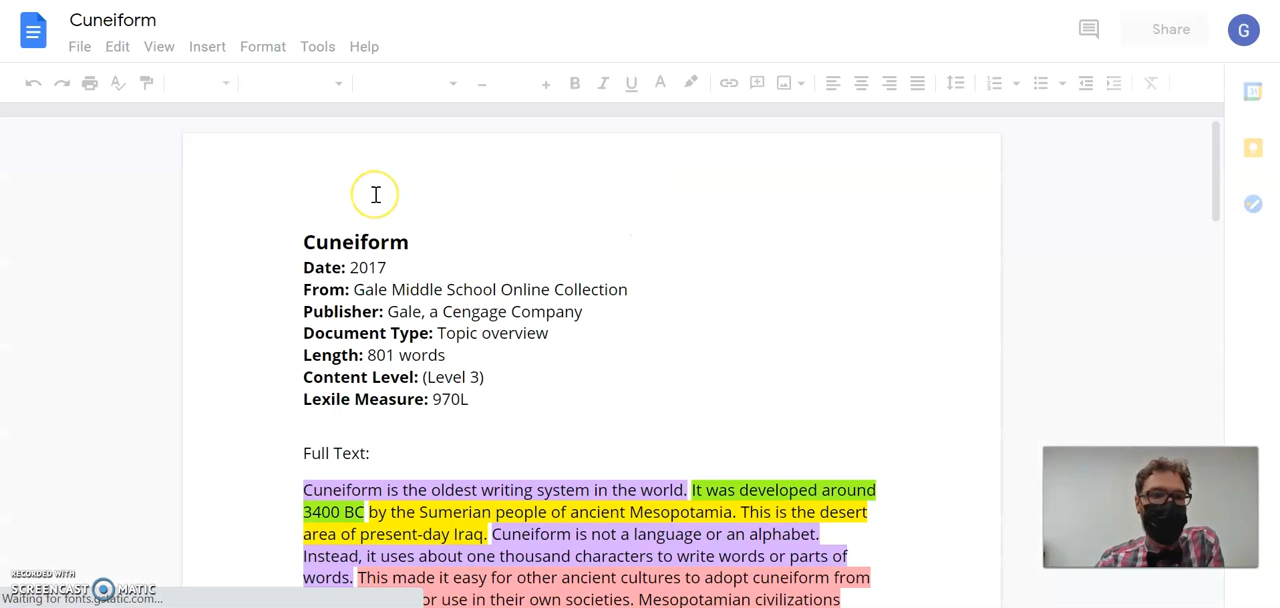 Cuneiform
File Edit View Insert Format Tools Help
Share
G
31
Cuneiform
Date: 2017
From: Gale Middle School Online Collection
Publisher: Gale, a Cengage Company
Document Type: Topic overview
Length: 801 words
Content Level: (Level 3)
Lexile Measure: 970L
Full Text:
Cuneiform is the oldest writing system in the world. It was developed around
3400 BC by the Sumerian people of ancient Mesopotamia. This is the desert
area of present-day Iraq. Cuneiform is not a language or an alphabet.
Instead, it uses about one thousand characters to write words or parts of
words. This made it easy for other ancient cultures to adopt cuneiform from
or use in their own societies. Mesopotamian civilizations
RECORDED WITH
SCREENCAST MATIC
Waiting for fonts.gstatic.com...